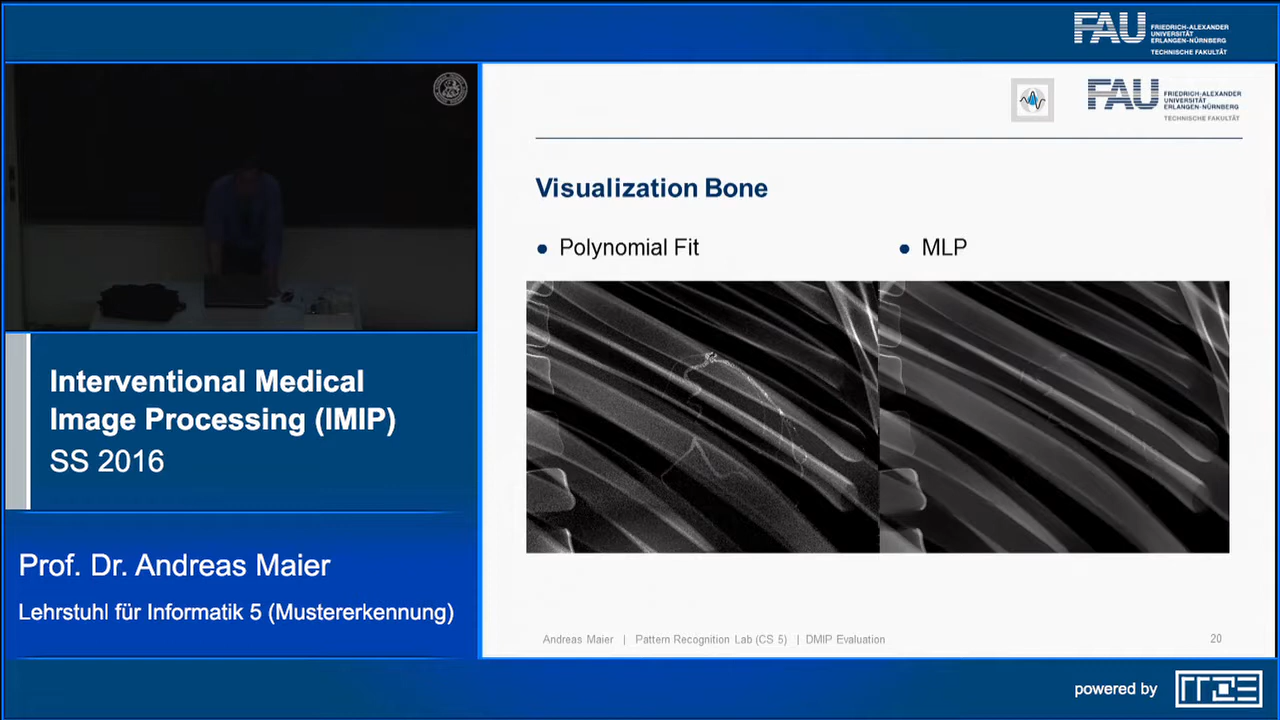 FAU FRIEDRICH-ALEXANDER
UNIVERSITÄT
ERLANGEN-NÜRNBERG
TECHNISCHE FAKULTÄT
FAU FRIEDRICH-ALEXANDER
UNIVERSITÄT
ERLANGEN-NÜRNBERG
TECHNISCHE FAKULTÄT
Visualization Bone
• Polynomial Fit
• MLP
Interventional Medical
Image Processing (IMIP)
SS 2016
Prof. Dr. Andreas Maier
Lehrstuhl für Informatik 5 (Mustererkennung)
Andreas Maier | Pattern Recognition Lab (CS 5) | DMIP Evaluation
20
powered by